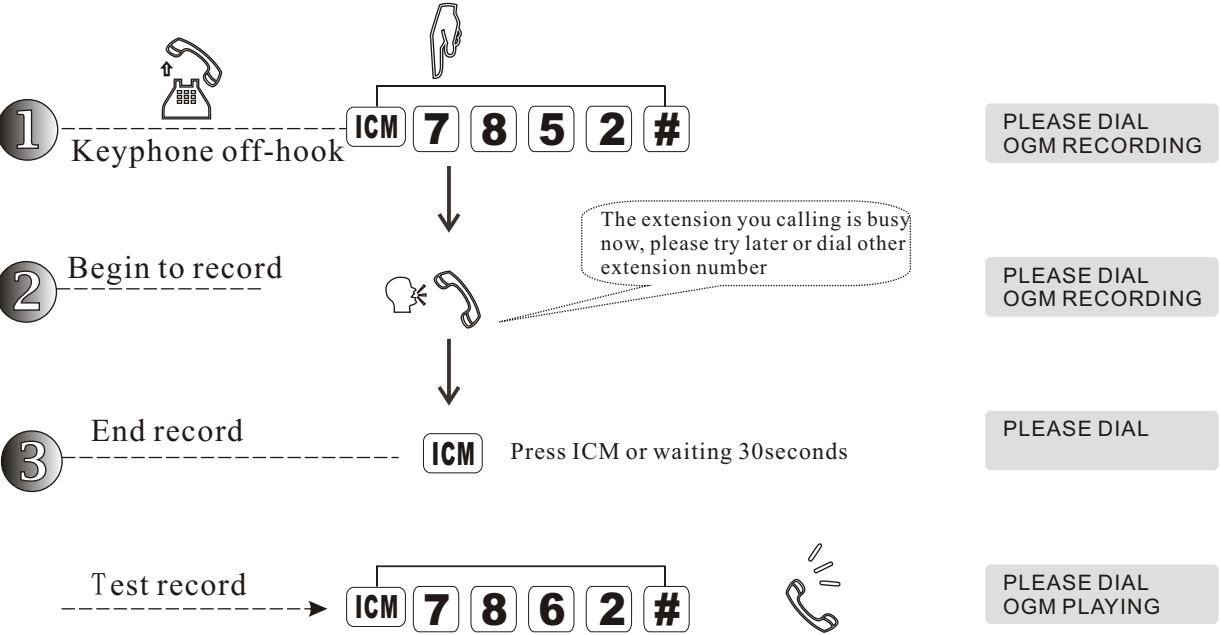 1
Keyphone off-hook
ICM 7 8 5 2 #
PLEASE DIAL
OGM RECORDING
The extension you calling is busy
now, please try later or dial other
extension number
2
Begin to record
PLEASE DIAL
OGM RECORDING
3
End record
ICM
Press ICM or waiting 30seconds
PLEASE DIAL
Test record
ICM 7 8 6 2 #
PLEASE DIAL
OGM PLAYING